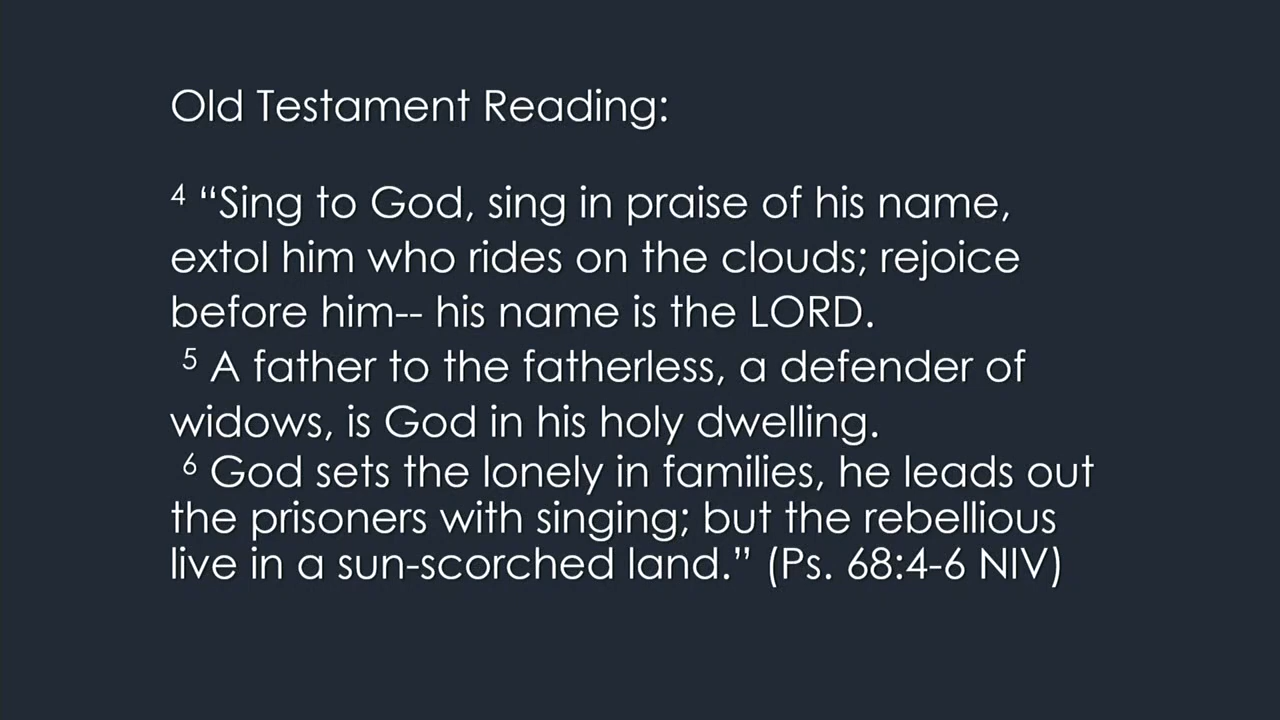 Old Testament Reading:
4 “Sing to God, sing in praise of his name,
extol him who rides on the clouds; rejoice
before him-- his name is the LORD.
5 A father to the fatherless, a defender of
widows, is God in his holy dwelling.
6 God sets the lonely in families, he leads out
the prisoners with singing; but the rebellious
live in a sun-scorched land.” (Ps. 68:4-6 NIV)